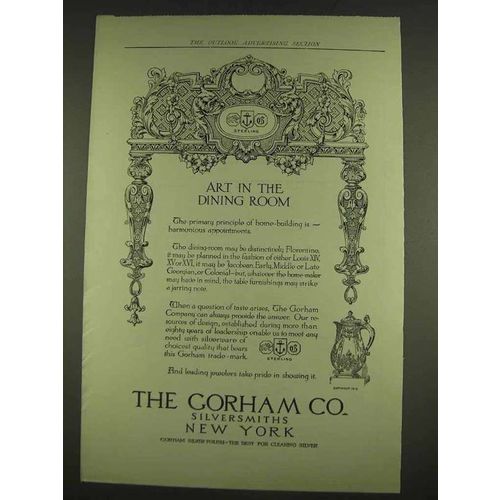 THE OUTLOOK ADVERTISING SECTION
STERLING
ART IN THE
DINING ROOM
The primary principle of home-building is —
harmonious appointments.
The dining-room may be distinctively Florentine;
it may be planned in the fashion of either Louis XIV,
XV or XVI, it may be Jacobean, Early, Middle or Late
Georgian, or Colonial—but, whatever the home-maker
may have in mind, the table furnishings may strike
a jarring note.
When a question of taste arises, The Gorham
Company can always provide the answer. Our re-
sources of design, established during more than
eighty years of leadership enable us to meet any
need with silverware of
choicest quality that bears
this Gorham trade-mark.
STERLING
And leading jewelers take pride in showing it.
COPYRIGHT
THE GORHAM CO.
SILVERSMITHS
NEW YORK
GORHAM SILVER POLISH—THE BEST FOR CLEANING SILVER